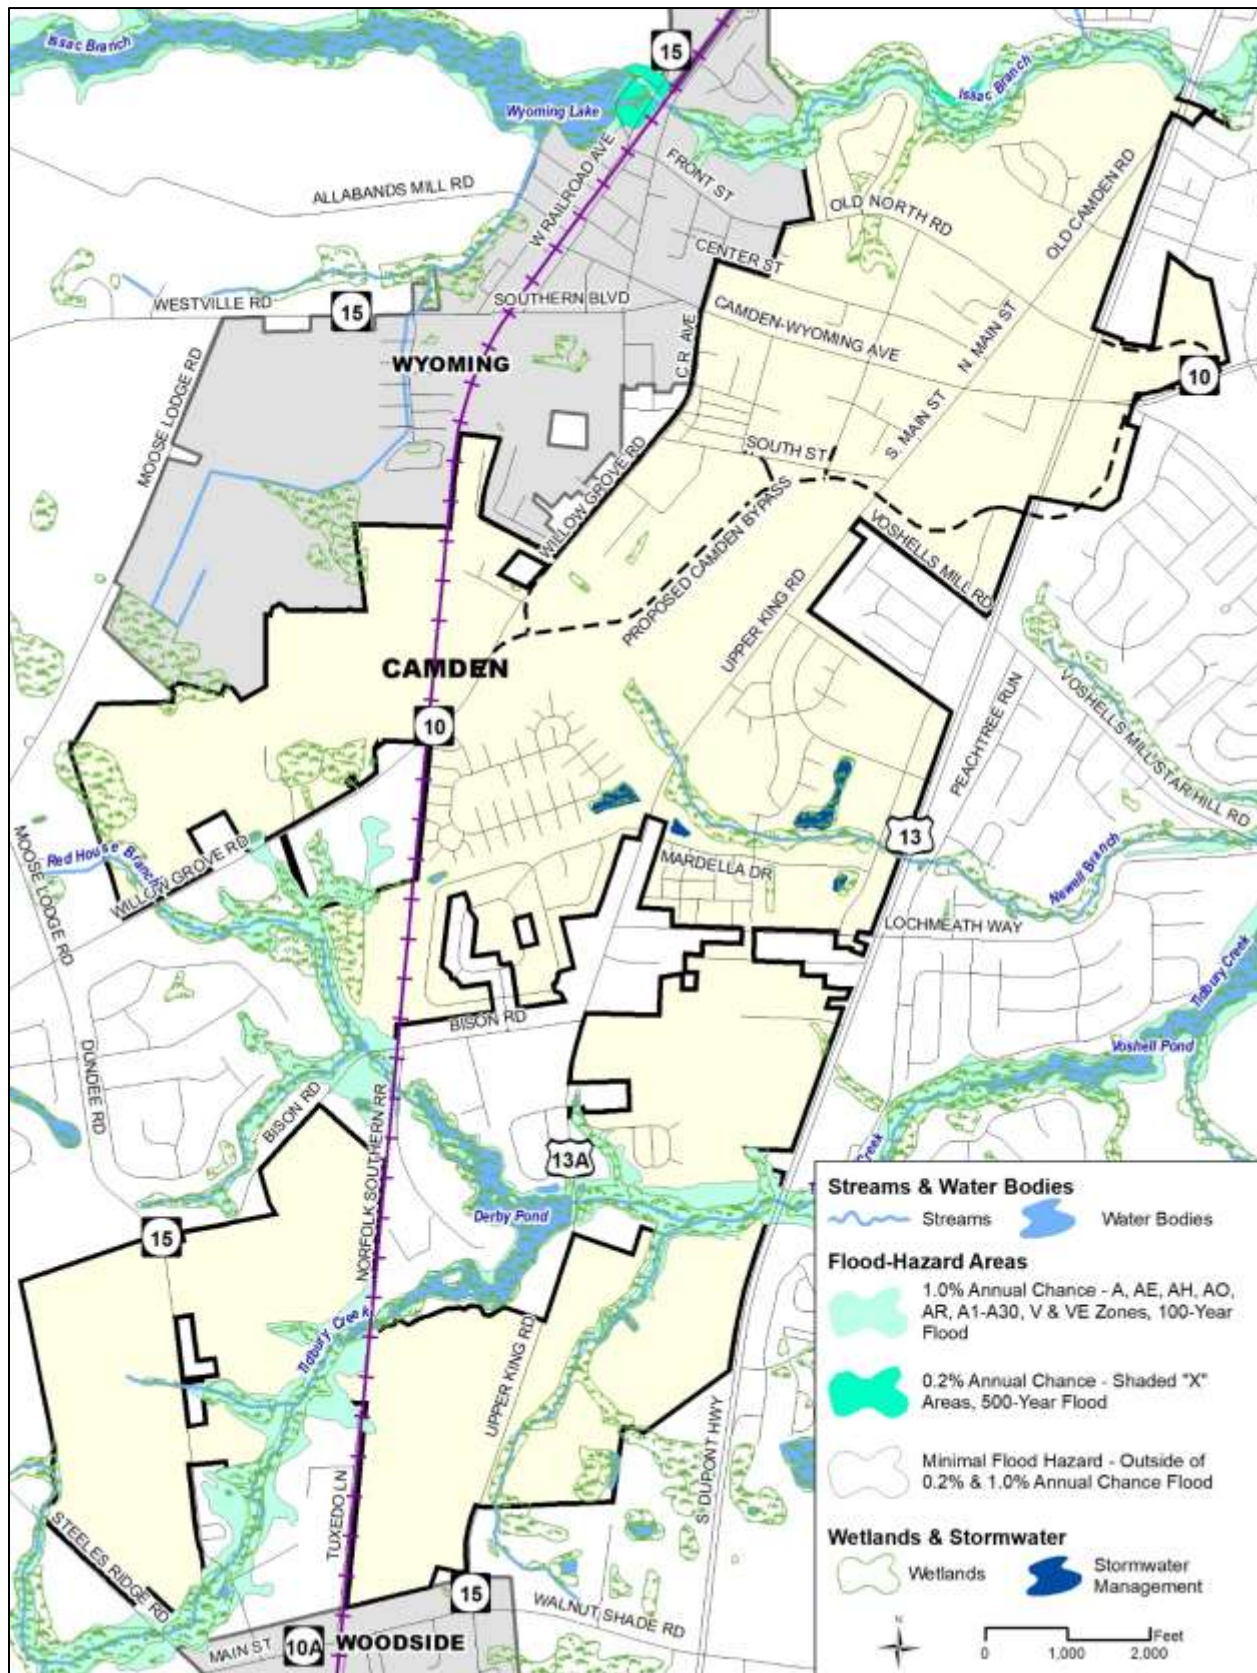 Issac Branch
15
Wyoming Lake
Issac Branch
FRONT ST
W RAILROAD AVE
ALLABANDS MILL RD
OLD NORTH RD
OLD CAMDEN RD
CENTER ST
WESTVILLE RD
15
SOUTHERN BLVD
CAMDEN-WYOMING AVE
N. MAIN ST
C R. AVE
WYOMING
10
MOOSE LODGE RD
S. MAIN ST
SOUTH ST
WILLOW GROVE RD
PROPOSED CAMDEN BYPASS
VOSHELLS MILL RD
UPPER KING RD
CAMDEN
10
PEACHTREE RUN
VOSHELLS MILL/STAR HILL RD
13
Red House Branch
WILLOW GROVE RD
MOOSE LODGE RD
MARDELLA DR
Newell Branch
LOCHMEATH WAY
Tidbury Creek
Voshell Pond
BISON RD
DUNDEE RD
BISON RD
NORFOLK SOUTHERN RR
13A
Creek
Derby Pond
15
Tidbury Creek
UPPER KING RD
S DUPONT HWY
TUXEDO LN
STEELES RIDGE RD
15
WALNUT SHADE RD
MAIN ST
10A
WOODSIDE
Streams & Water Bodies
Streams
Water Bodies
Flood-Hazard Areas
1.0% Annual Chance - A, AE, AH, AO,
AR, A1-A30, V & VE Zones, 100-Year
Flood
0.2% Annual Chance - Shaded "X"
Areas, 500-Year Flood
Minimal Flood Hazard - Outside of
0.2% & 1.0% Annual Chance Flood
Wetlands & Stormwater
Wetlands
Stormwater
Management
N
Feet
0 1,000 2,000